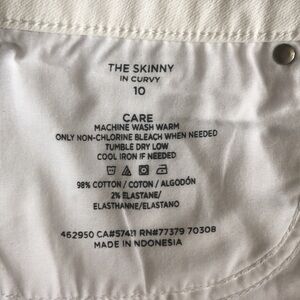 THE SKINNY
IN CURVY
10
CARE
MACHINE WASH WARM
ONLY NON-CHLORINE BLEACH WHEN NEEDED
TUMBLE DRY LOW
COOL IRON IF NEEDED
98% COTTON / COTON / ALGODÓN
2% ELASTANE/
ELASTHANNE/ELASTANO
462950 CA#57421 RN#77379 70308
MADE IN INDONESIA